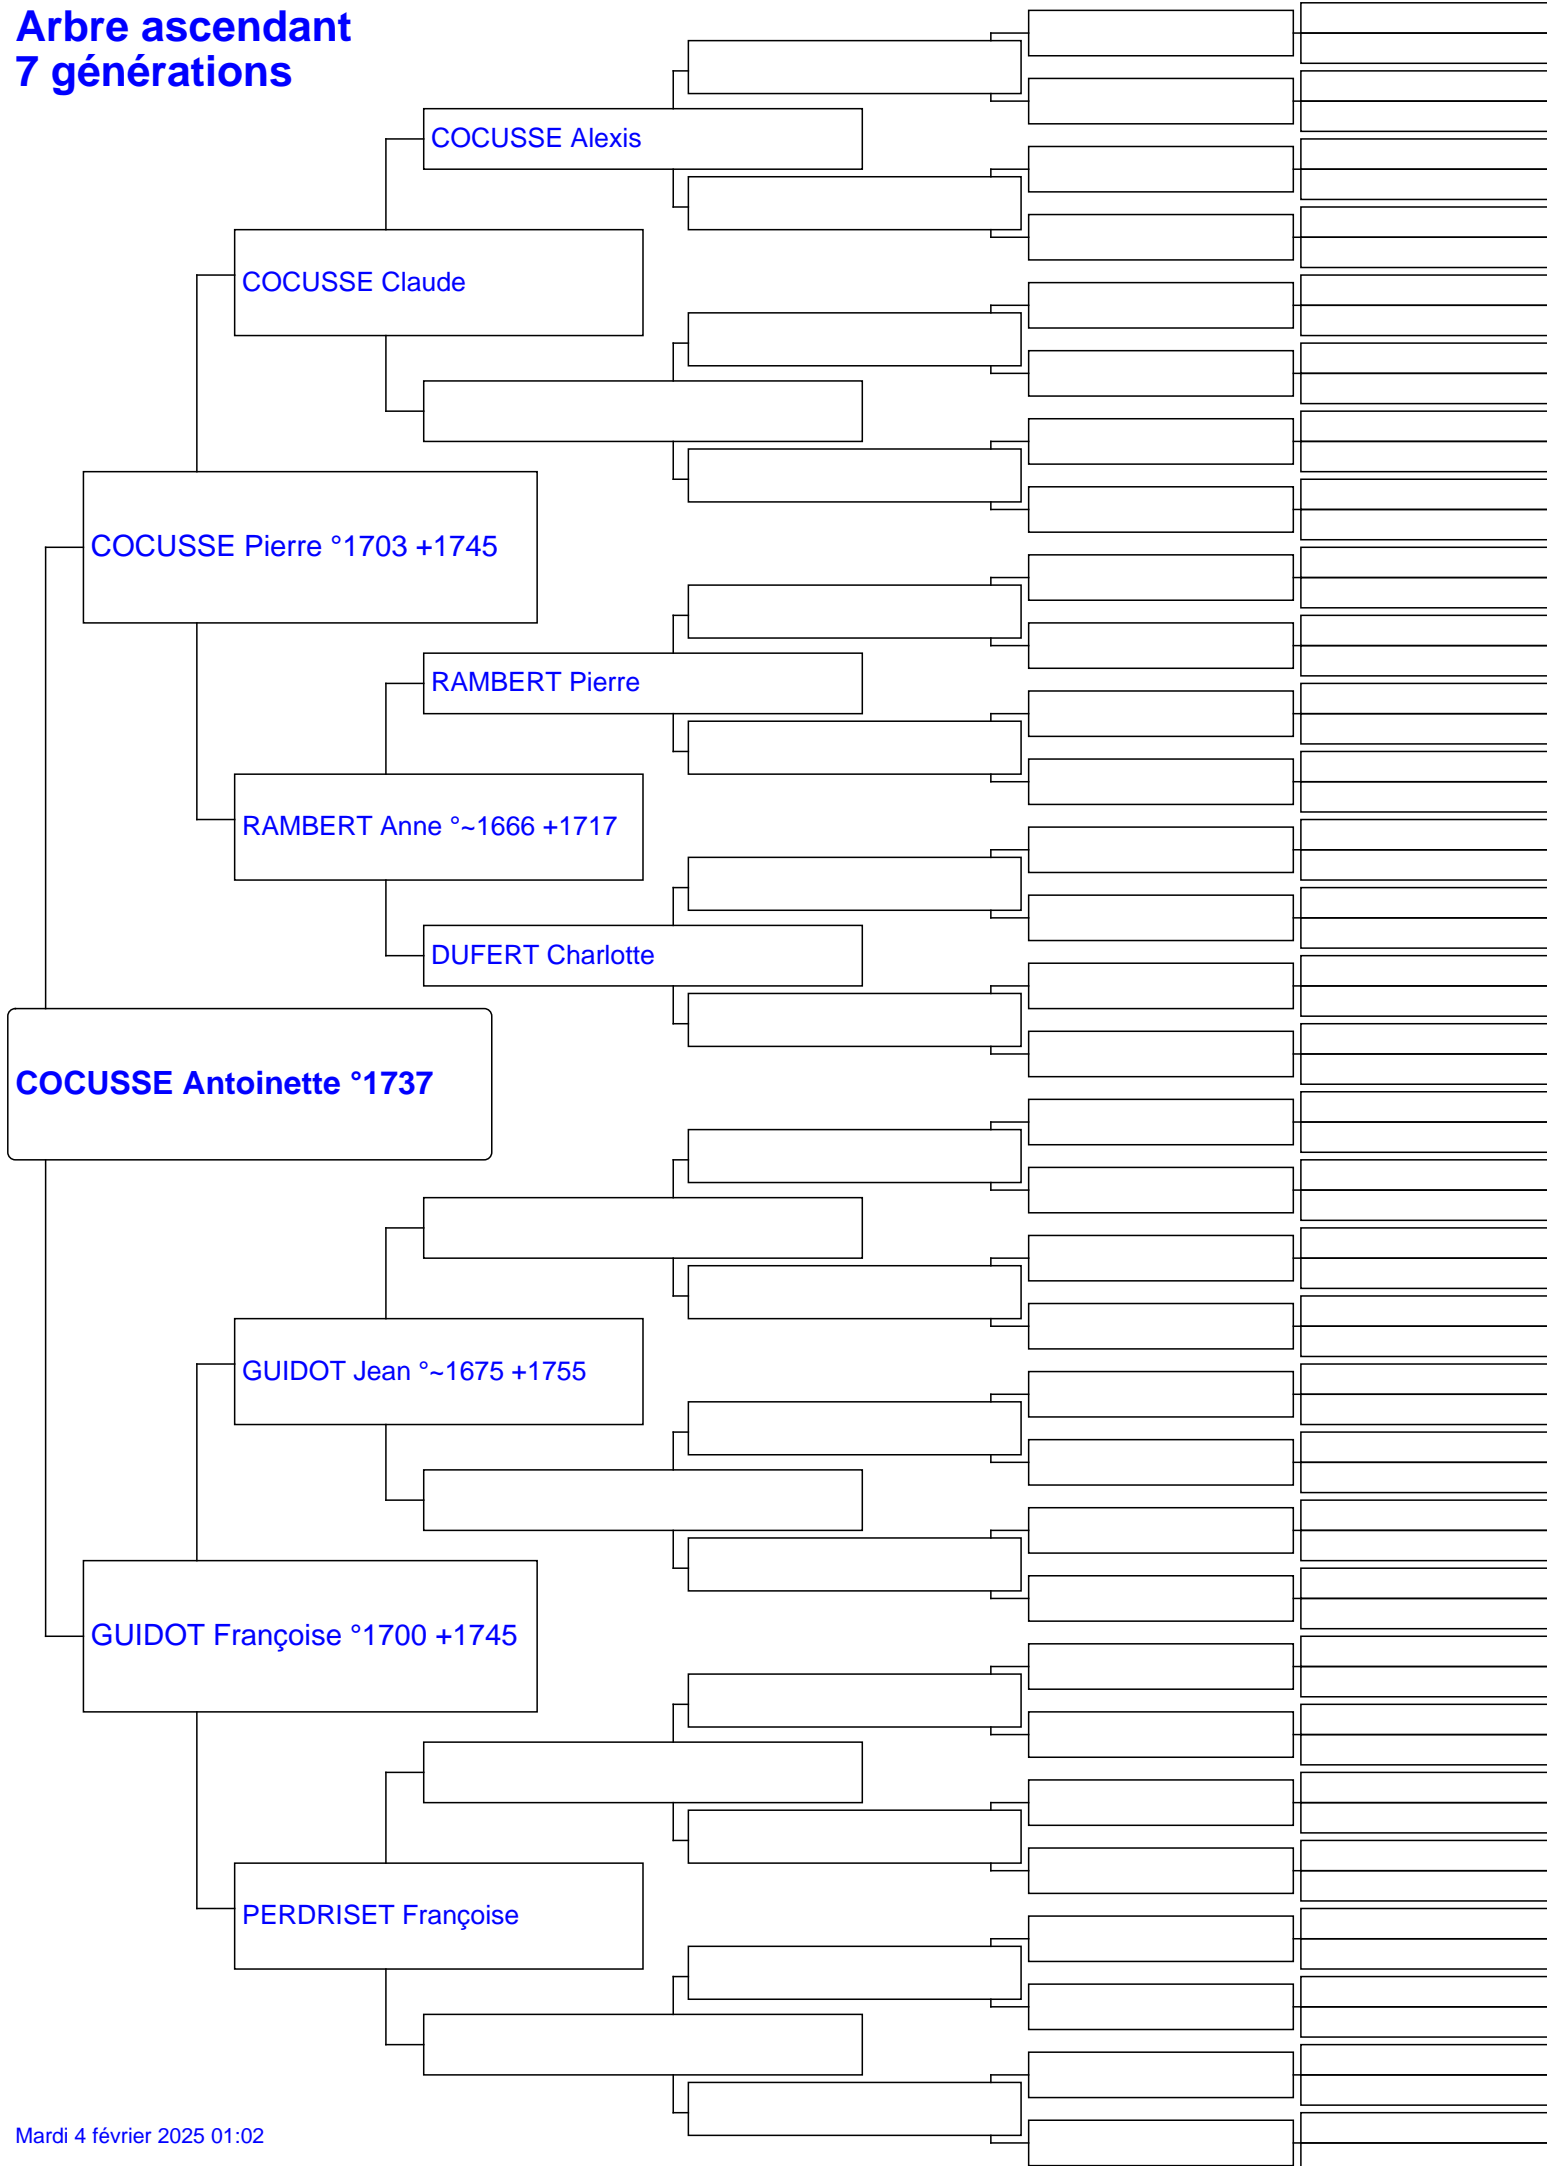 Arbre ascendant
7 générations
COCUSSE Alexis
COCUSSE Claude
COCUSSE Pierre °1703 +1745
RAMBERT Pierre
RAMBERT Anne °~1666 +1717
DUFERT Charlotte
COCUSSE Antoinette °1737
GUIDOT Jean °~1675 +1755
GUIDOT Françoise °1700 +1745
PERDRISET Françoise
Mardi 4 février 2025 01:02